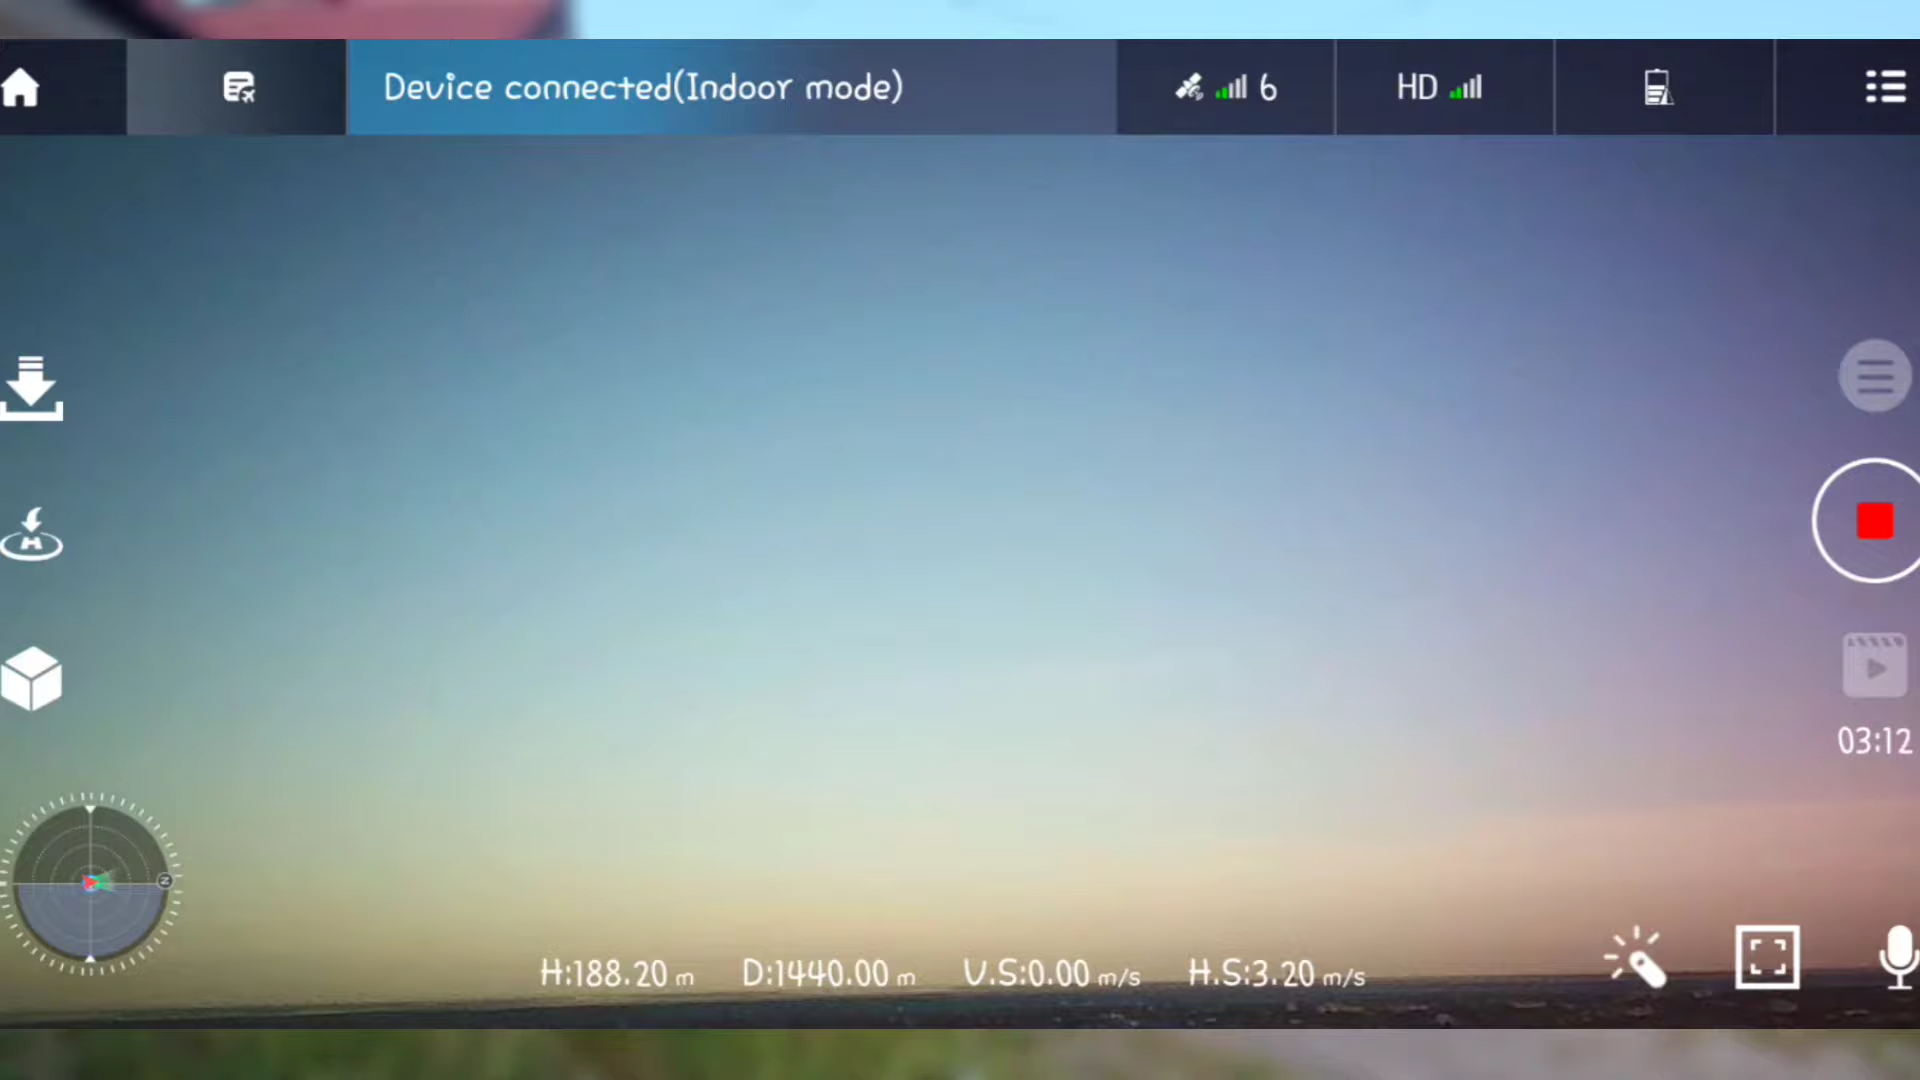 Device connected(Indoor mode)
6
HD
03:12
H:188.20 m D:1440.00 m V.S:0.00 m/s H.S:3.20 m/s